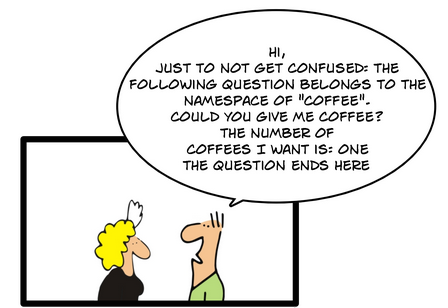 HI,
JUST TO NOT GET CONFUSED: THE
FOLLOWING QUESTION BELONGS TO THE
NAMESPACE OF "COFFEE".
COULD YOU GIVE ME COFFEE?
THE NUMBER OF
COFFEES I WANT IS: ONE
THE QUESTION ENDS HERE